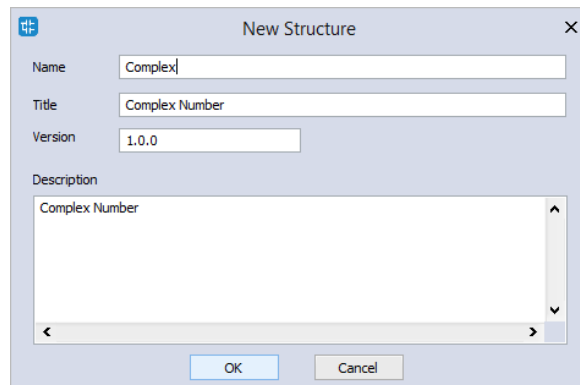 New Structure
Name Complex
Title Complex Number
Version 1.0.0
Description
Complex Number
OK Cancel